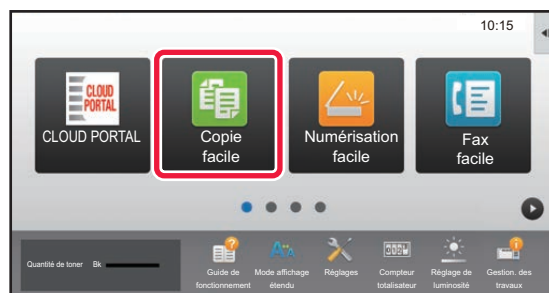 10:15
CLOUD
PORTAL
CLOUD PORTAL
Copie
facile
Numérisation
facile
Fax
facile
Quantité de toner Bk
Guide de
fonctionnement
Mode affichage
étendu
Réglages
Compteur
totalisateur
Réglage de
luminosité
Gestion. des
travaux